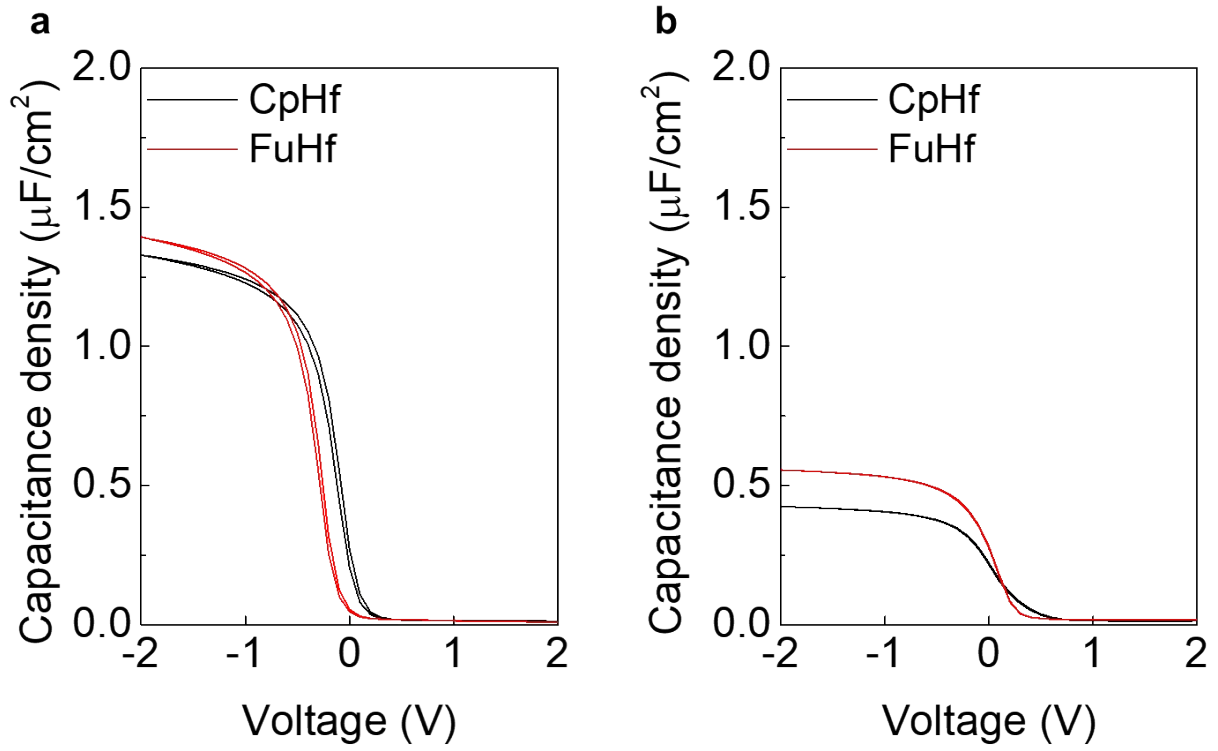 a
Capacitance density (μF/cm²)
2.0
1.5
1.0
0.5
0.0
CpHf
FuHf
-2 -1 0 1 2
Voltage (V)
b
Capacitance density (μF/cm²)
2.0
1.5
1.0
0.5
0.0
CpHf
FuHf
-2 -1 0 1 2
Voltage (V)